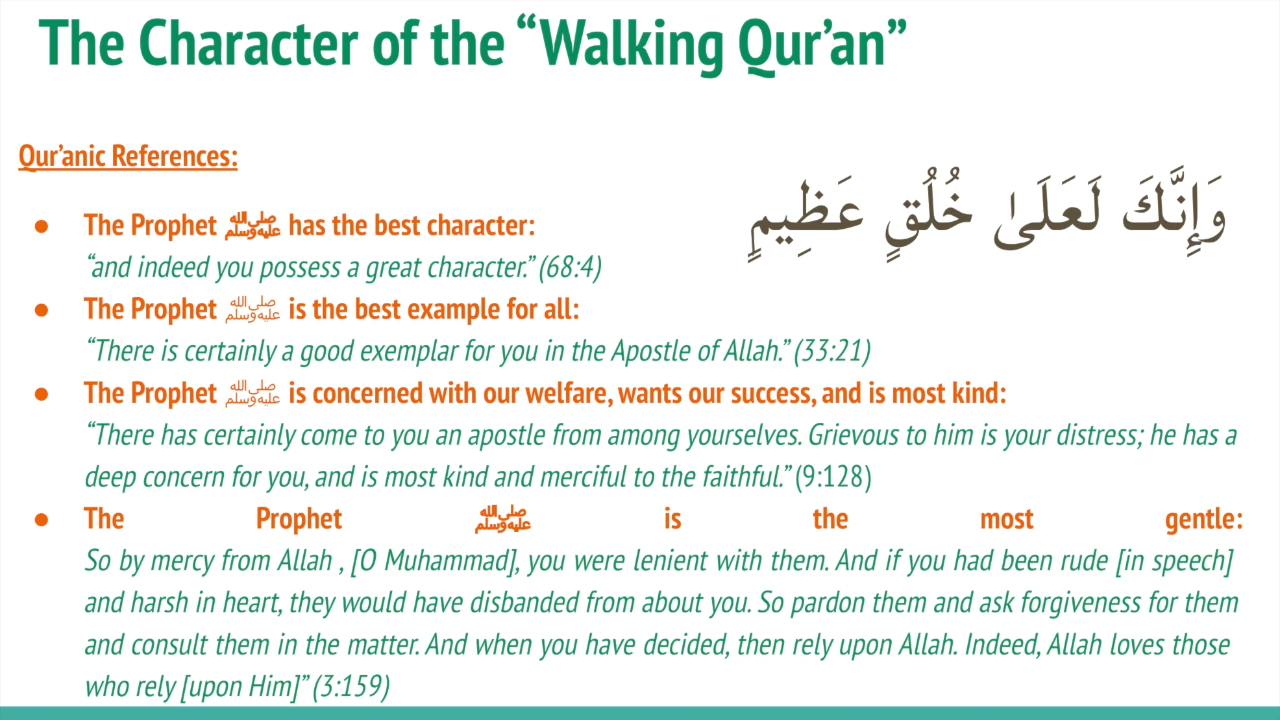 The Character of the “Walking Qur’an”
Qur’anic References:
وَإِنَّكَ لَعَلَىٰ خُلُقٍ عَظِيمٍ
● The Prophet ﷺ has the best character:
“and indeed you possess a great character.” (68:4)
● The Prophet ﷺ is the best example for all:
“There is certainly a good exemplar for you in the Apostle of Allah.” (33:21)
● The Prophet ﷺ is concerned with our welfare, wants our success, and is most kind:
“There has certainly come to you an apostle from among yourselves. Grievous to him is your distress; he has a
deep concern for you, and is most kind and merciful to the faithful.” (9:128)
● The Prophet ﷺ is the most gentle:
So by mercy from Allah , [O Muhammad], you were lenient with them. And if you had been rude [in speech]
and harsh in heart, they would have disbanded from about you. So pardon them and ask forgiveness for them
and consult them in the matter. And when you have decided, then rely upon Allah. Indeed, Allah loves those
who rely [upon Him]” (3:159)